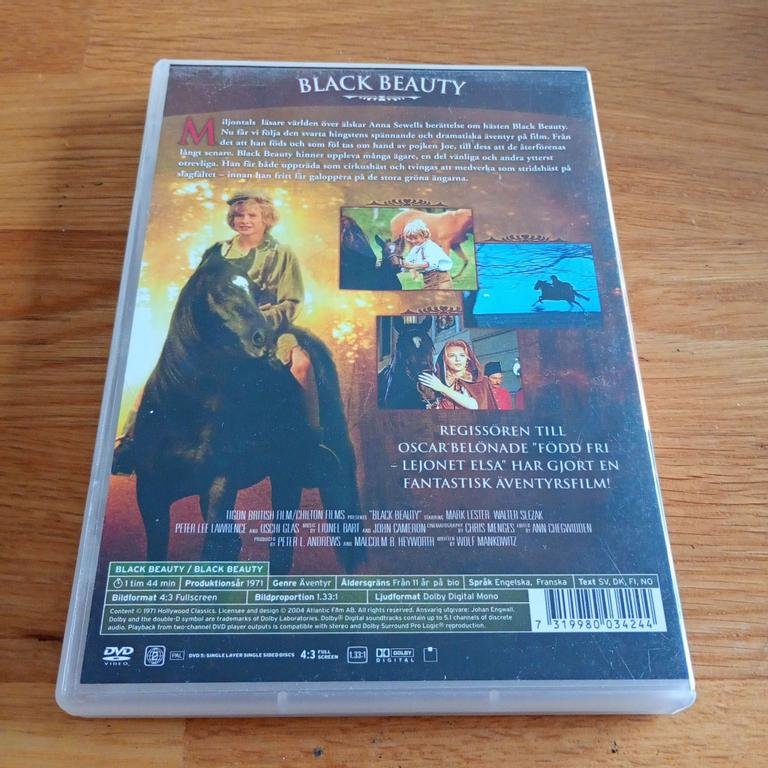 BLACK BEAUTY
Miljontals läsare världen över älskar Anna Sewells berättelse om hästen Black Beauty.
Nu får vi följa den svarta hingstens spännande och dramatiska äventyr på film. Från
det att han föds och som föl tas om hand av pojken Joe, till dess att de återförenas
långt senare. Black Beauty hinner uppleva många ägare, en del vänliga och andra ytterst
otrevliga. Han får både uppträda som cirkushäst och tvingas att medverka som stridshäst på
slagfältet – innan han fritt får galoppera på de stora gröna ängarna.
REGISSÖREN TILL
OSCARBELÖNADE "FÖDD FRI
– LEJONET ELSA" HAR GJORT EN
FANTASTISK ÄVENTYRSFILM!
TIGON BRITISH FILM/CHILTON FILMS PRESENTS "BLACK BEAUTY" STARRING MARK LESTER WALTER SLEZAK
PETER LEE LAWRENCE AND USCHI GLAS MUSIC BY LIONEL BART AND JOHN CAMERON CINEMATOGRAPHY BY CHRIS MENGES EDITED BY ANN CHEGWIDDEN
PRODUCED BY PETER L. ANDREWS AND MALCOLM B. HEYWORTH WRITTEN BY WOLF MANKOWITZ
BLACK BEAUTY / BLACK BEAUTY
1 tim 44 min Produktionsår 1971 Genre Äventyr Åldersgräns Från 11 år på bio Språk Engelska, Franska Text SV, DK, FI, NO
Bildformat 4:3 Fullscreen Bildproportion 1.33:1 Ljudformat Dolby Digital Mono
Content © 1971 Hollywood Classics. Licensee and design © 2004 Atlantic Film AB. All rights reserved. Ansvarig utgivare: Johan Engwall.
Dolby and the double-D symbol are trademarks of Dolby Laboratories. Dolby® Digital soundtracks contain up to 5.1 channels of discrete
audio. Playback from two-channel DVD player outputs is compatible with stereo and Dolby Surround Pro Logic® reproduction.
7 319980 034244
DVD VIDEO 2 PAL DVD 5: SINGLE LAYER SINGLE SIDED DISCS 4:3 FULL SCREEN 1.33:1 DOLBY DIGITAL